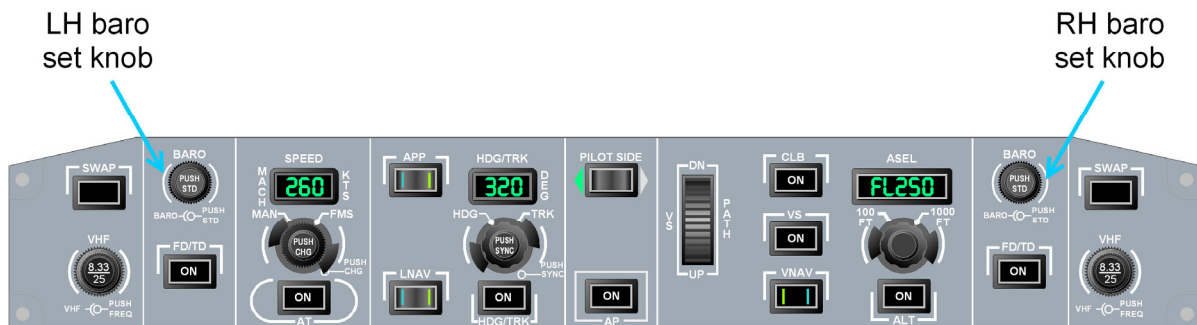 LH baro
set knob
RH baro
set knob
SWAP
VHF
8.33
25
VHF
PUSH
FREQ
BARO
PUSH
STD
BARO
PUSH
STD
FD/TD
ON
SPEED
MACH
260
KTS
MAN
FMS
PUSH
CHG
PUSH
CHG
ON
AT
APP
LNAV
HDG/TRK
320
DEG
HDG
TRK
PUSH
SYNC
PUSH
SYNC
ON
HDG/TRK
PILOT SIDE
ON
AP
DN
VS
PATH
UP
CLB
ON
VS
ON
VNAV
ASEL
FL250
100
FT
1000
FT
ON
ALT
BARO
PUSH
STD
BARO
PUSH
STD
FD/TD
ON
SWAP
VHF
8.33
25
VHF
PUSH
FREQ